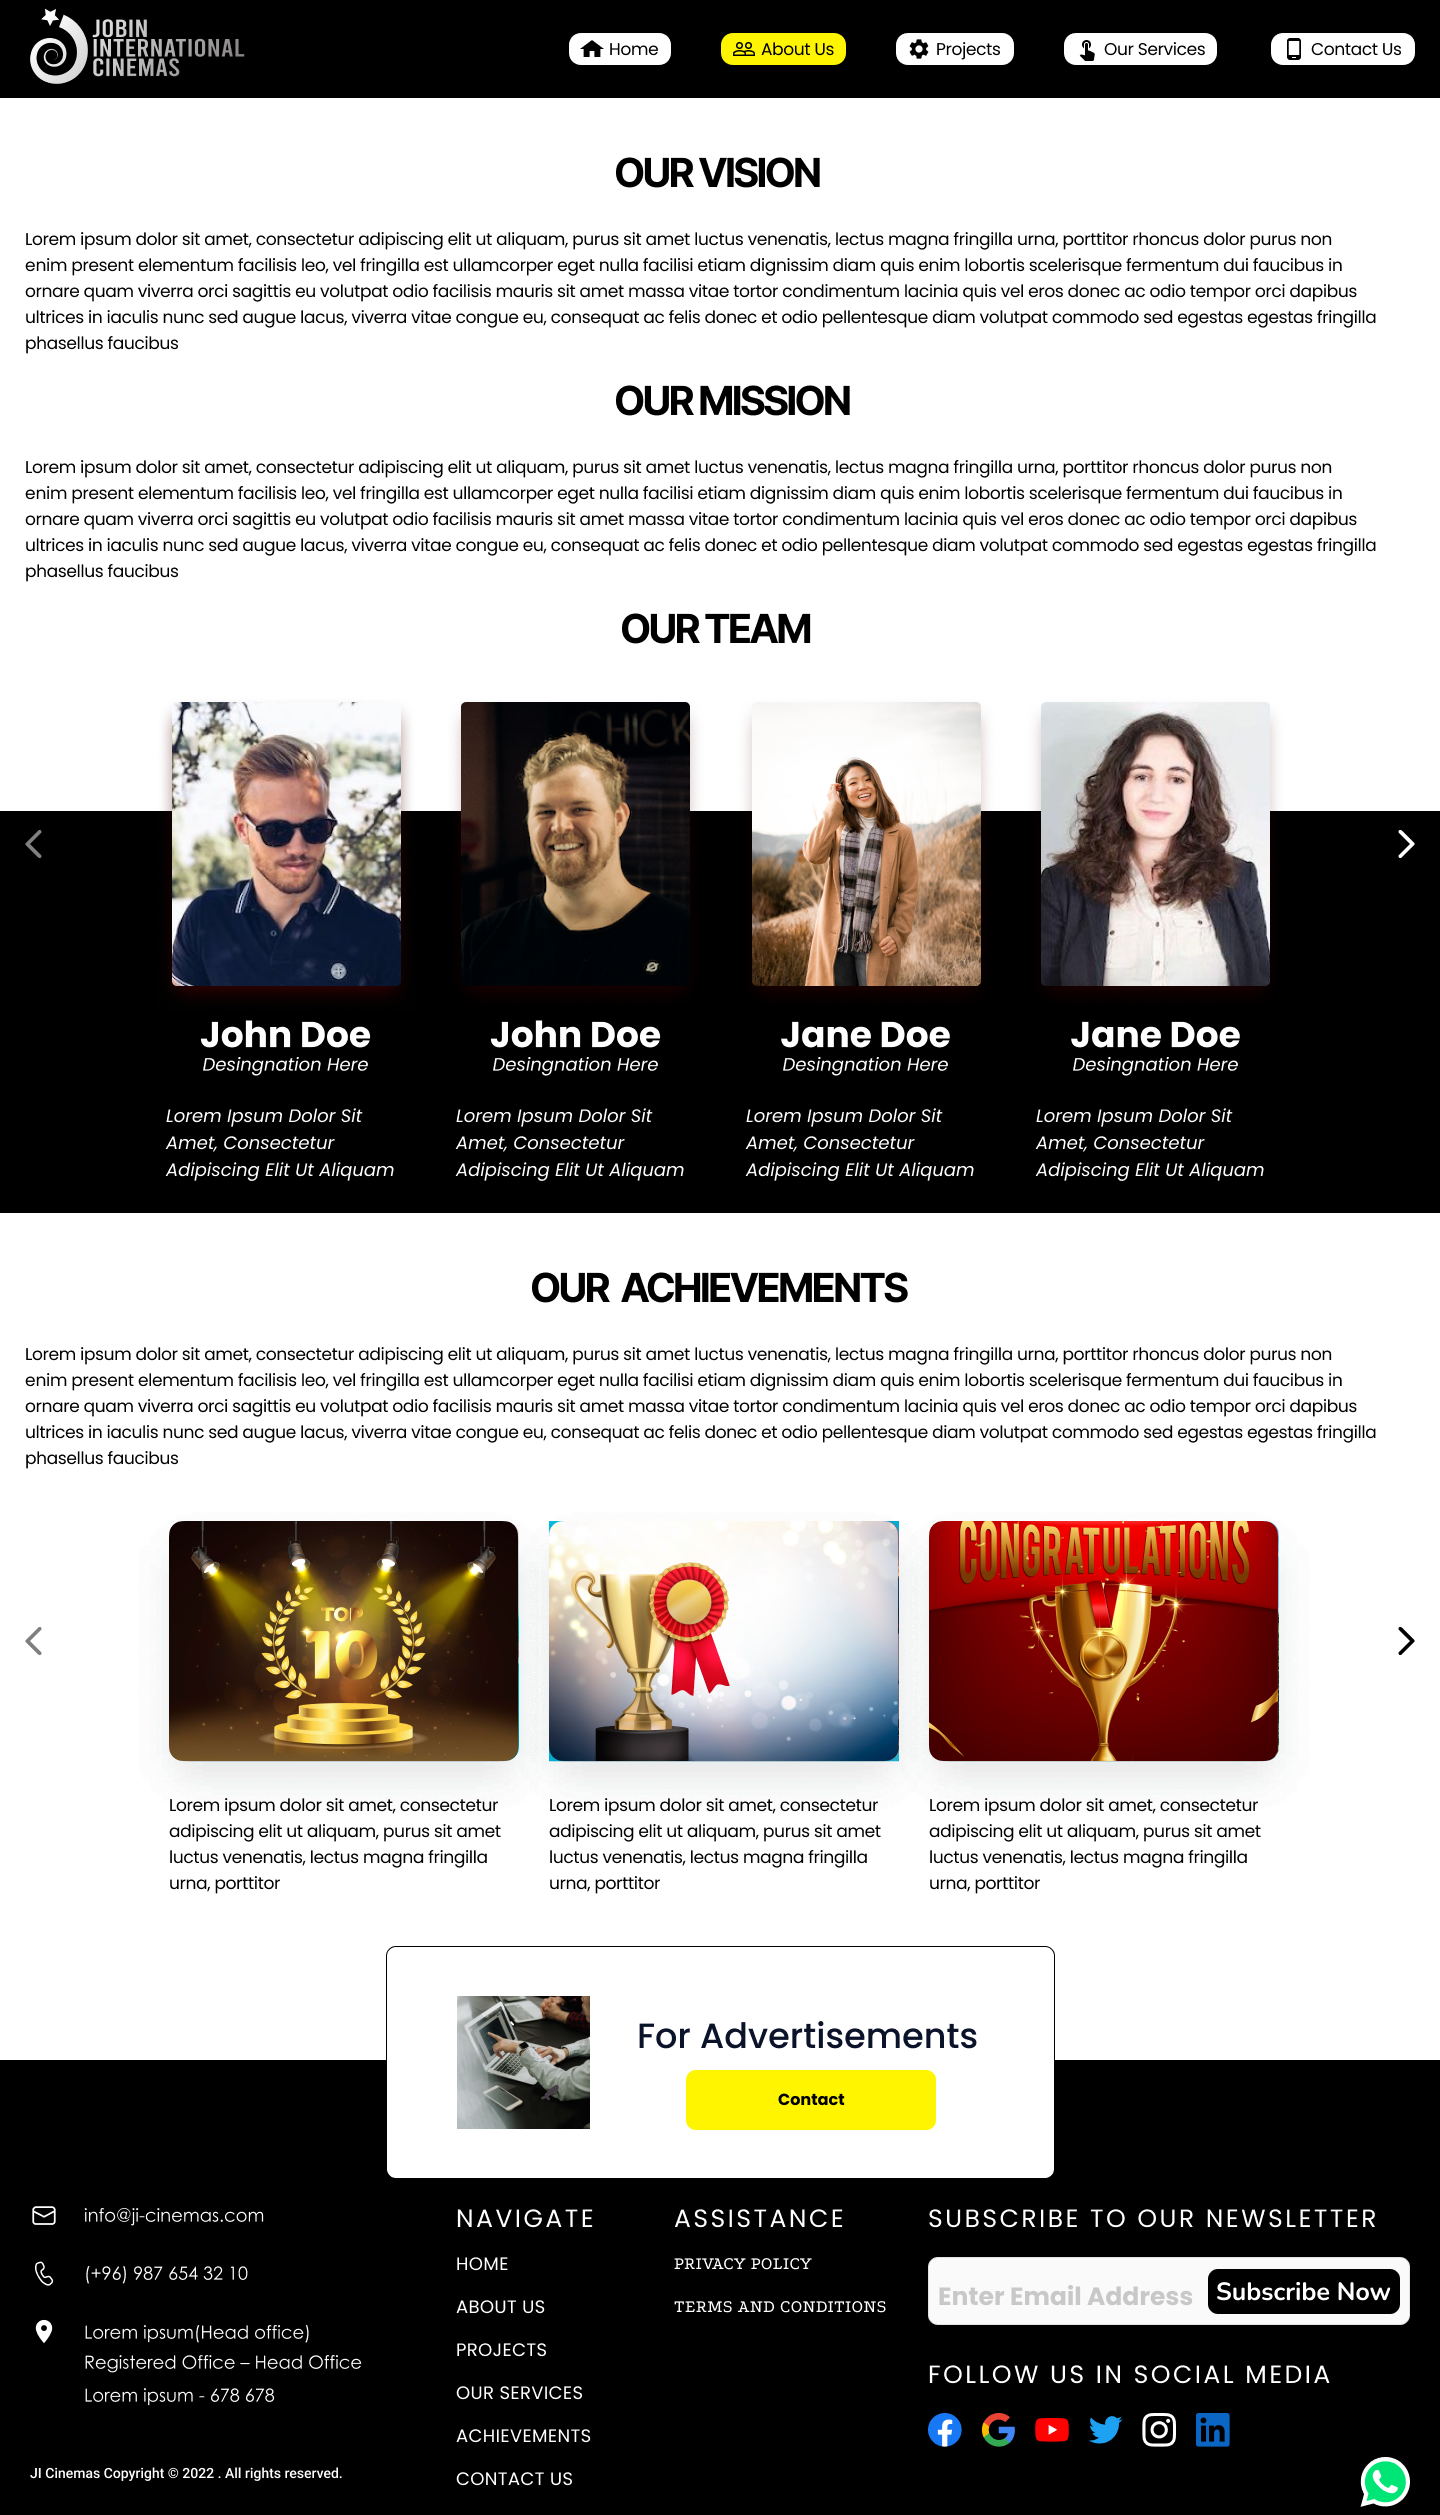 JOBIN
INTERNATIONAL
CINEMAS
Home
About Us
Projects
Our Services
Contact Us
OUR VISION
Lorem ipsum dolor sit amet, consectetur adipiscing elit ut aliquam, purus sit amet luctus venenatis, lectus magna fringilla urna, porttitor rhoncus dolor purus non
enim present elementum facilisis leo, vel fringilla est ullamcorper eget nulla facilisi etiam dignissim diam quis enim lobortis scelerisque fermentum dui faucibus in
ornare quam viverra orci sagittis eu volutpat odio facilisis mauris sit amet massa vitae tortor condimentum lacinia quis vel eros donec ac odio tempor orci dapibus
ultrices in iaculis nunc sed augue lacus, viverra vitae congue eu, consequat ac felis donec et odio pellentesque diam volutpat commodo sed egestas egestas fringilla
phasellus faucibus
OUR MISSION
Lorem ipsum dolor sit amet, consectetur adipiscing elit ut aliquam, purus sit amet luctus venenatis, lectus magna fringilla urna, porttitor rhoncus dolor purus non
enim present elementum facilisis leo, vel fringilla est ullamcorper eget nulla facilisi etiam dignissim diam quis enim lobortis scelerisque fermentum dui faucibus in
ornare quam viverra orci sagittis eu volutpat odio facilisis mauris sit amet massa vitae tortor condimentum lacinia quis vel eros donec ac odio tempor orci dapibus
ultrices in iaculis nunc sed augue lacus, viverra vitae congue eu, consequat ac felis donec et odio pellentesque diam volutpat commodo sed egestas egestas fringilla
phasellus faucibus
OUR TEAM
HICK
John Doe
Desingnation Here
Lorem Ipsum Dolor Sit
Amet, Consectetur
Adipiscing Elit Ut Aliquam
John Doe
Desingnation Here
Lorem Ipsum Dolor Sit
Amet, Consectetur
Adipiscing Elit Ut Aliquam
Jane Doe
Desingnation Here
Lorem Ipsum Dolor Sit
Amet, Consectetur
Adipiscing Elit Ut Aliquam
Jane Doe
Desingnation Here
Lorem Ipsum Dolor Sit
Amet, Consectetur
Adipiscing Elit Ut Aliquam
OUR ACHIEVEMENTS
Lorem ipsum dolor sit amet, consectetur adipiscing elit ut aliquam, purus sit amet luctus venenatis, lectus magna fringilla urna, porttitor rhoncus dolor purus non
enim present elementum facilisis leo, vel fringilla est ullamcorper eget nulla facilisi etiam dignissim diam quis enim lobortis scelerisque fermentum dui faucibus in
ornare quam viverra orci sagittis eu volutpat odio facilisis mauris sit amet massa vitae tortor condimentum lacinia quis vel eros donec ac odio tempor orci dapibus
ultrices in iaculis nunc sed augue lacus, viverra vitae congue eu, consequat ac felis donec et odio pellentesque diam volutpat commodo sed egestas egestas fringilla
phasellus faucibus
TOP
10
CONGRATULATIONS
Lorem ipsum dolor sit amet, consectetur
adipiscing elit ut aliquam, purus sit amet
luctus venenatis, lectus magna fringilla
urna, porttitor
Lorem ipsum dolor sit amet, consectetur
adipiscing elit ut aliquam, purus sit amet
luctus venenatis, lectus magna fringilla
urna, porttitor
Lorem ipsum dolor sit amet, consectetur
adipiscing elit ut aliquam, purus sit amet
luctus venenatis, lectus magna fringilla
urna, porttitor
For Advertisements
Contact
info@ji-cinemas.com
(+96) 987 654 32 10
Lorem ipsum(Head office)
Registered Office – Head Office
Lorem ipsum - 678 678
JI Cinemas Copyright © 2022 . All rights reserved.
NAVIGATE
HOME
ABOUT US
PROJECTS
OUR SERVICES
ACHIEVEMENTS
CONTACT US
ASSISTANCE
PRIVACY POLICY
TERMS AND CONDITIONS
SUBSCRIBE TO OUR NEWSLETTER
Enter Email Address
Subscribe Now
FOLLOW US IN SOCIAL MEDIA